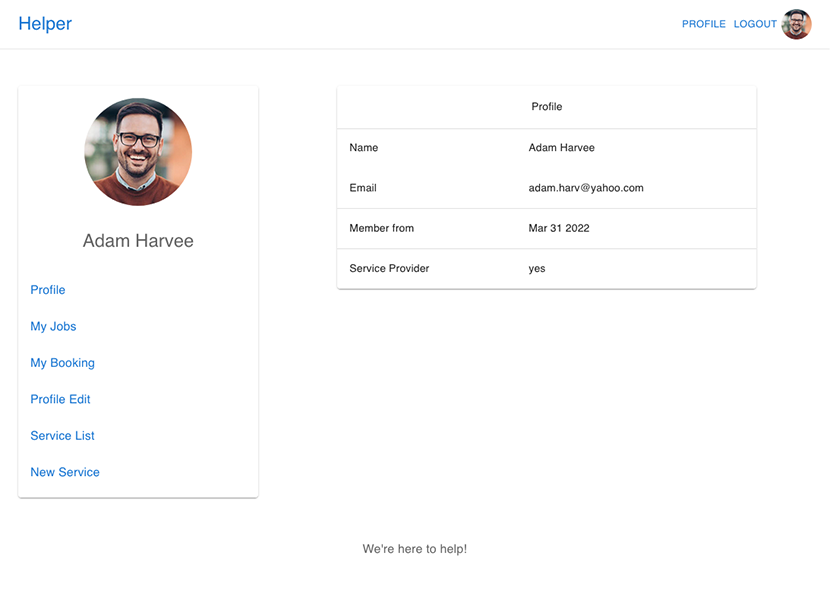 Helper
PROFILE LOGOUT
Adam Harvee
Profile
My Jobs
My Booking
Profile Edit
Service List
New Service
Profile
Name Adam Harvee
Email adam.harv@yahoo.com
Member from Mar 31 2022
Service Provider yes
We're here to help!